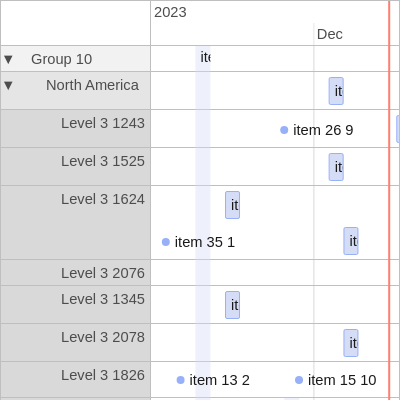 2023
Dec
▼ Group 10
ite
▼ North America
it
Level 3 1243
item 26 9
Level 3 1525
it
Level 3 1624
it
item 35 1
it
Level 3 2076
Level 3 1345
it
Level 3 2078
it
Level 3 1826
item 13 2
item 15 10